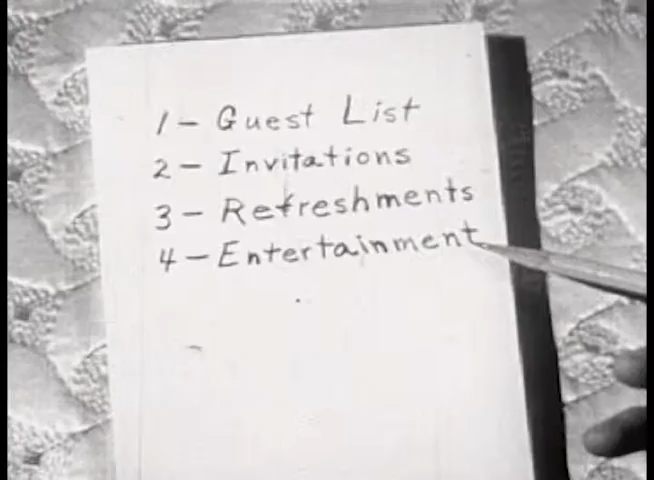 1 - Guest List
2 - Invitations
3 - Refreshments
4 - Entertainment